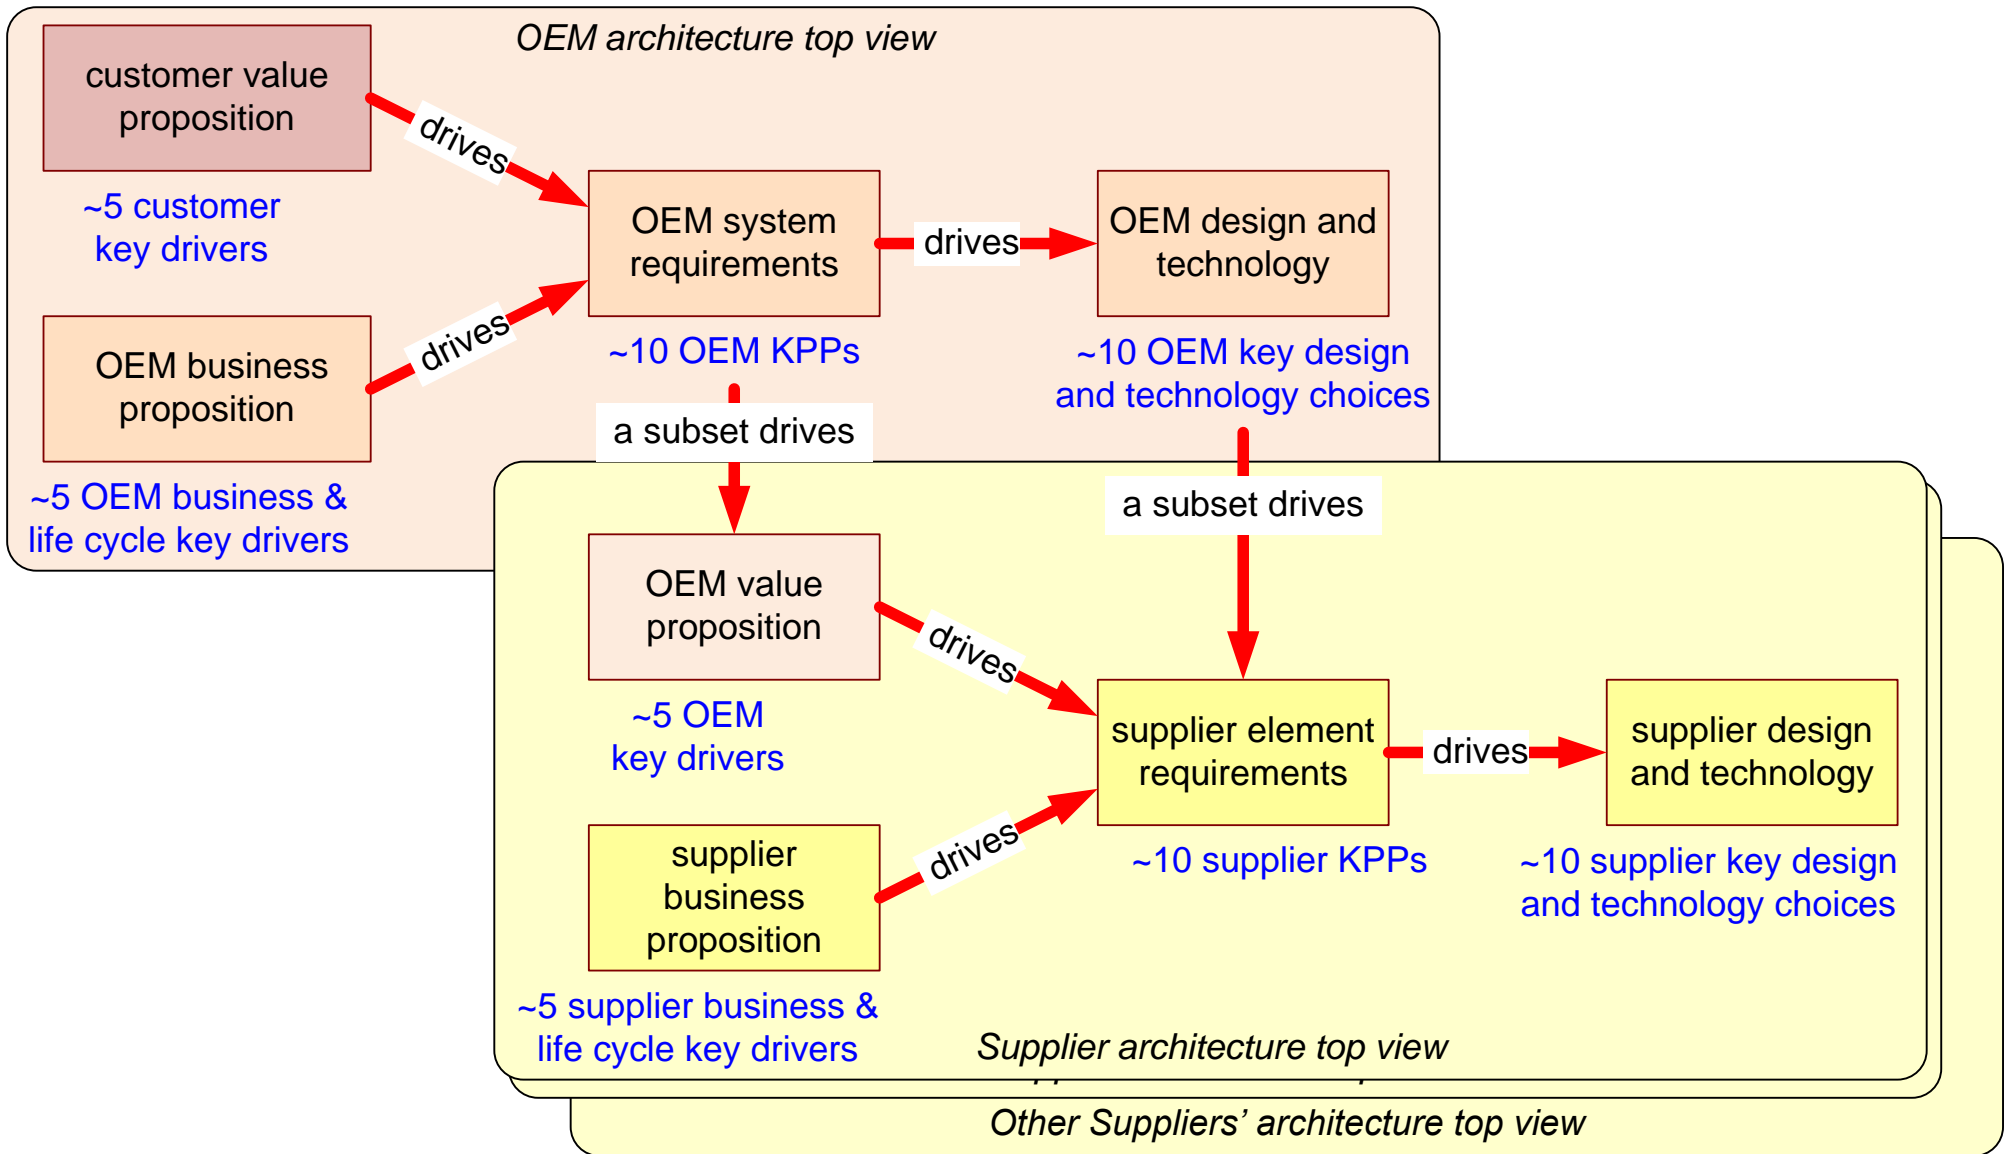 OEM architecture top view
customer value
proposition
drives
~5 customer
key drivers
OEM system
requirements
drives
OEM design and
technology
OEM business
proposition
drives
~10 OEM KPPs
~10 OEM key design
and technology choices
a subset drives
~5 OEM business &
life cycle key drivers
a subset drives
OEM value
proposition
drives
~5 OEM
key drivers
supplier element
requirements
drives
supplier design
and technology
supplier
business
proposition
drives
~10 supplier KPPs
~10 supplier key design
and technology choices
~5 supplier business &
life cycle key drivers
Supplier architecture top view
Other Suppliers’ architecture top view